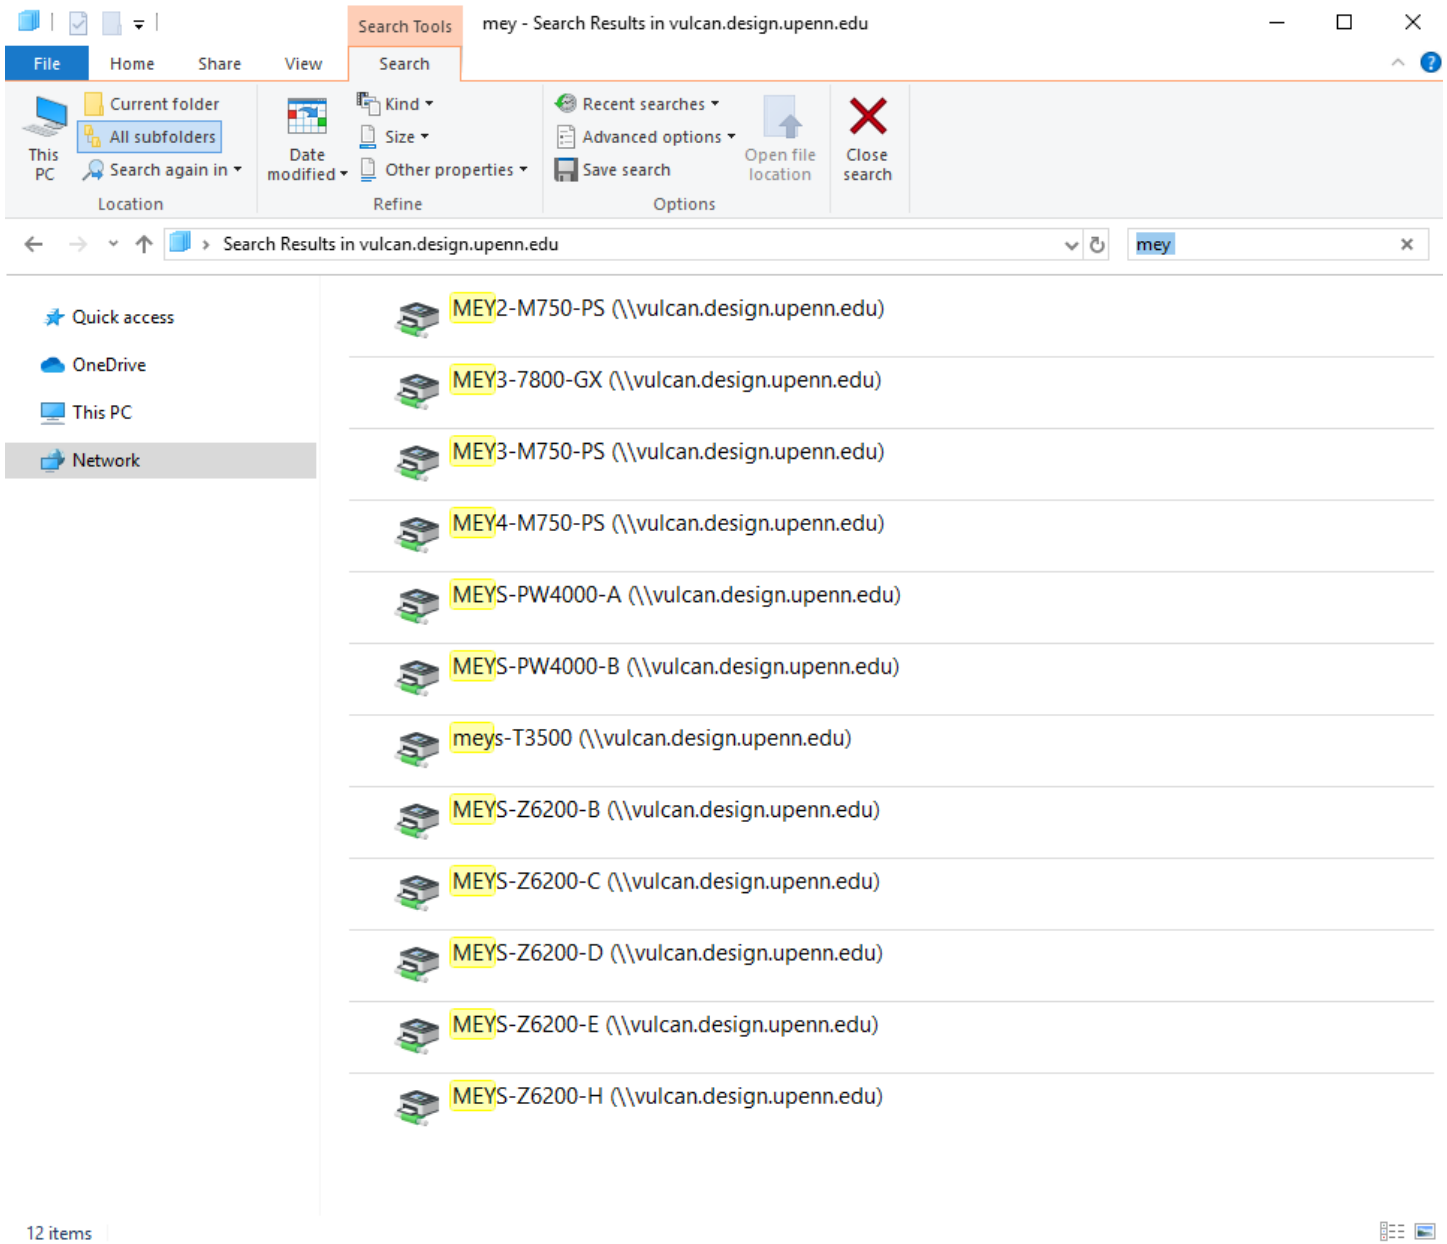 Search Tools
mey - Search Results in vulcan.design.upenn.edu
File
Home
Share
View
Search
This PC
Current folder
All subfolders
Search again in
Location
Date modified
Kind
Size
Other properties
Refine
Recent searches
Advanced options
Save search
Open file location
Options
Close search
Search Results in vulcan.design.upenn.edu
mey
Quick access
OneDrive
This PC
Network
MEY2-M750-PS (\\vulcan.design.upenn.edu)
MEY3-7800-GX (\\vulcan.design.upenn.edu)
MEY3-M750-PS (\\vulcan.design.upenn.edu)
MEY4-M750-PS (\\vulcan.design.upenn.edu)
MEYS-PW4000-A (\\vulcan.design.upenn.edu)
MEYS-PW4000-B (\\vulcan.design.upenn.edu)
meys-T3500 (\\vulcan.design.upenn.edu)
MEYS-Z6200-B (\\vulcan.design.upenn.edu)
MEYS-Z6200-C (\\vulcan.design.upenn.edu)
MEYS-Z6200-D (\\vulcan.design.upenn.edu)
MEYS-Z6200-E (\\vulcan.design.upenn.edu)
MEYS-Z6200-H (\\vulcan.design.upenn.edu)
12 items